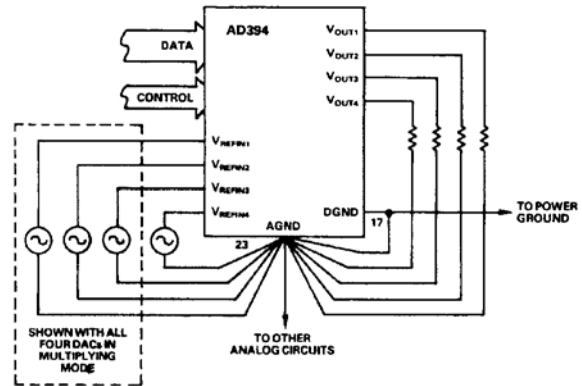 AD394
DATA
CONTROL
VOUT1
VOUT2
VOUT3
VOUT4
VREFIN1
VREFIN2
VREFIN3
VREFIN4
AGND
DGND
23
17
TO POWER
GROUND
TO OTHER
ANALOG CIRCUITS
SHOWN WITH ALL
FOUR DACs IN
MULTIPLYING
MODE